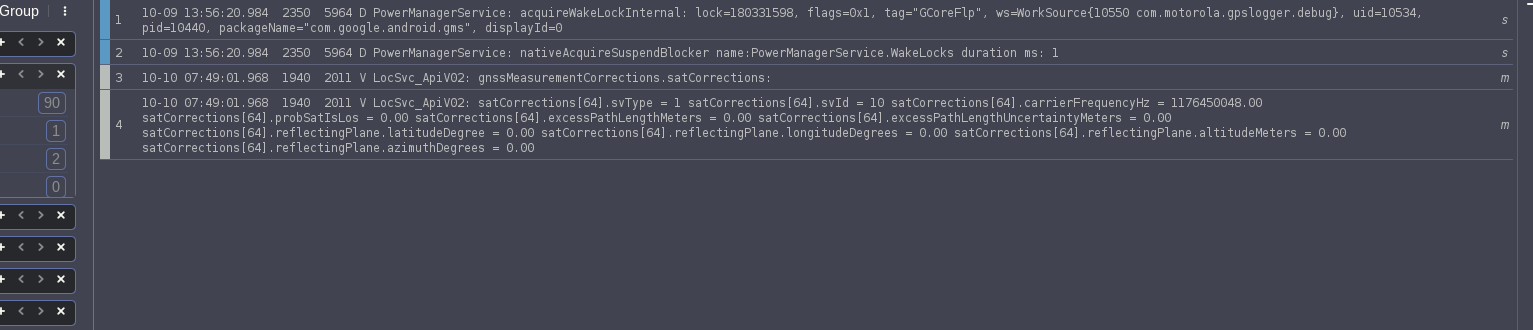 Group
1 10-09 13:56:20.984 2350 5964 D PowerManagerService: acquireWakeLockInternal: lock=180331598, flags=0x1, tag="GCoreFlp", ws=WorkSource{10550 com.motorola.gpslogger.debug}, uid=10534, s
pid=10440, packageName="com.google.android.gms", displayId=0
2 10-09 13:56:20.984 2350 5964 D PowerManagerService: nativeAcquireSuspendBlocker name:PowerManagerService.WakeLocks duration ms: 1 s
3 10-10 07:49:01.968 1940 2011 V LocSvc_ApiV02: gnssMeasurementCorrections.satCorrections: m
90
10-10 07:49:01.968 1940 2011 V LocSvc_ApiV02: satCorrections[64].svType = 1 satCorrections[64].svId = 10 satCorrections[64].carrierFrequencyHz = 1176450048.00
satCorrections[64].probSatIsLos = 0.00 satCorrections[64].excessPathLengthMeters = 0.00 satCorrections[64].excessPathLengthUncertaintyMeters = 0.00
1
4 satCorrections[64].reflectingPlane.latitudeDegree = 0.00 satCorrections[64].reflectingPlane.longitudeDegrees = 0.00 satCorrections[64].reflectingPlane.altitudeMeters = 0.00 m
satCorrections[64].reflectingPlane.azimuthDegrees = 0.00
2
0